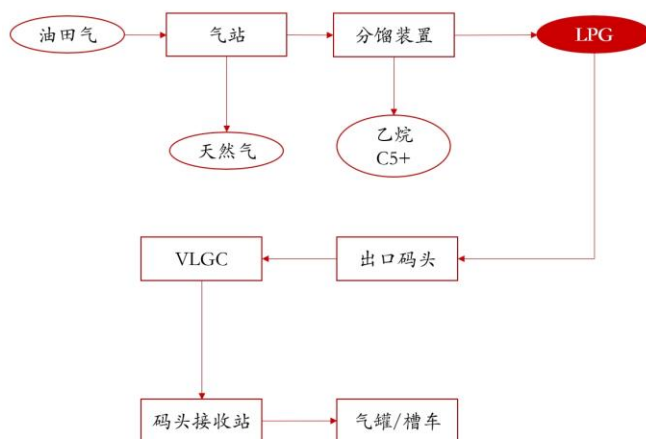 油田气
气站
分馏装置
LPG
天然气
乙烷
C5+
VLGC
出口码头
码头接收站
气罐/槽车